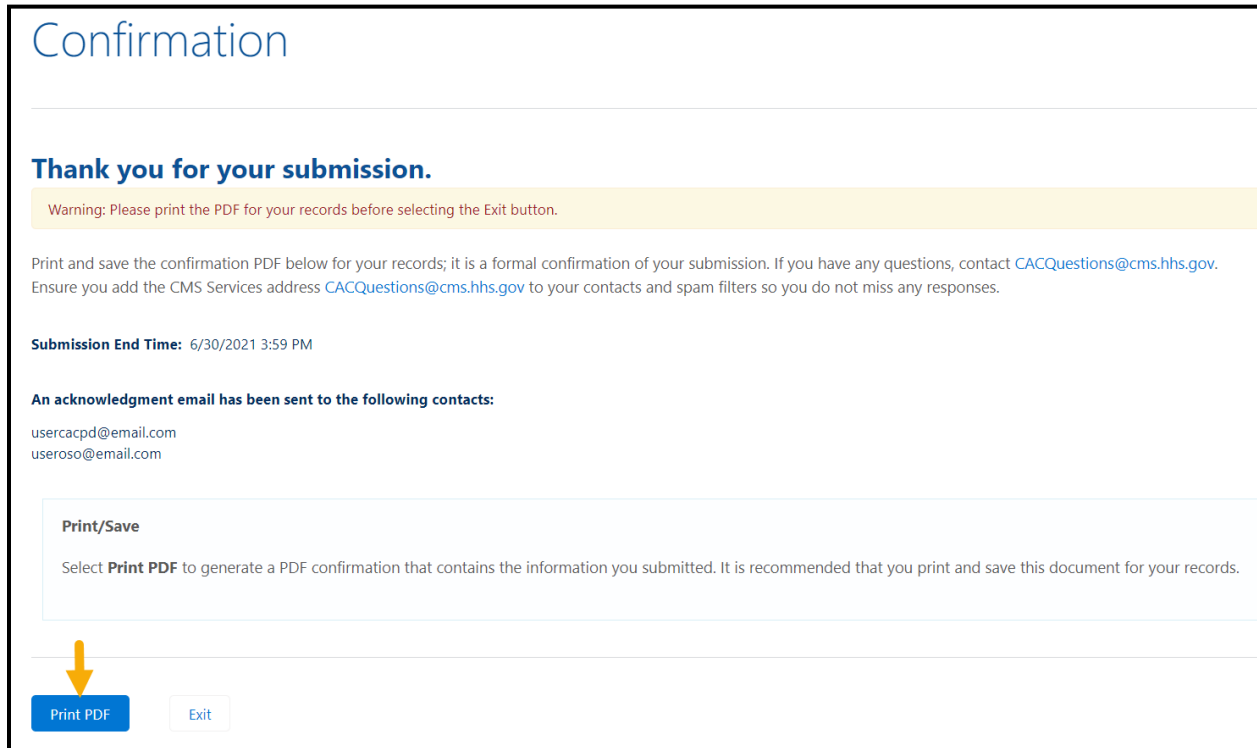 Confirmation
Thank you for your submission.
Warning: Please print the PDF for your records before selecting the Exit button.
Print and save the confirmation PDF below for your records; it is a formal confirmation of your submission. If you have any questions, contact CACQuestions@cms.hhs.gov.
Ensure you add the CMS Services address CACQuestions@cms.hhs.gov to your contacts and spam filters so you do not miss any responses.
Submission End Time: 6/30/2021 3:59 PM
An acknowledgment email has been sent to the following contacts:
usercacpd@email.com
useroso@email.com
Print/Save
Select Print PDF to generate a PDF confirmation that contains the information you submitted. It is recommended that you print and save this document for your records.
Print PDF Exit